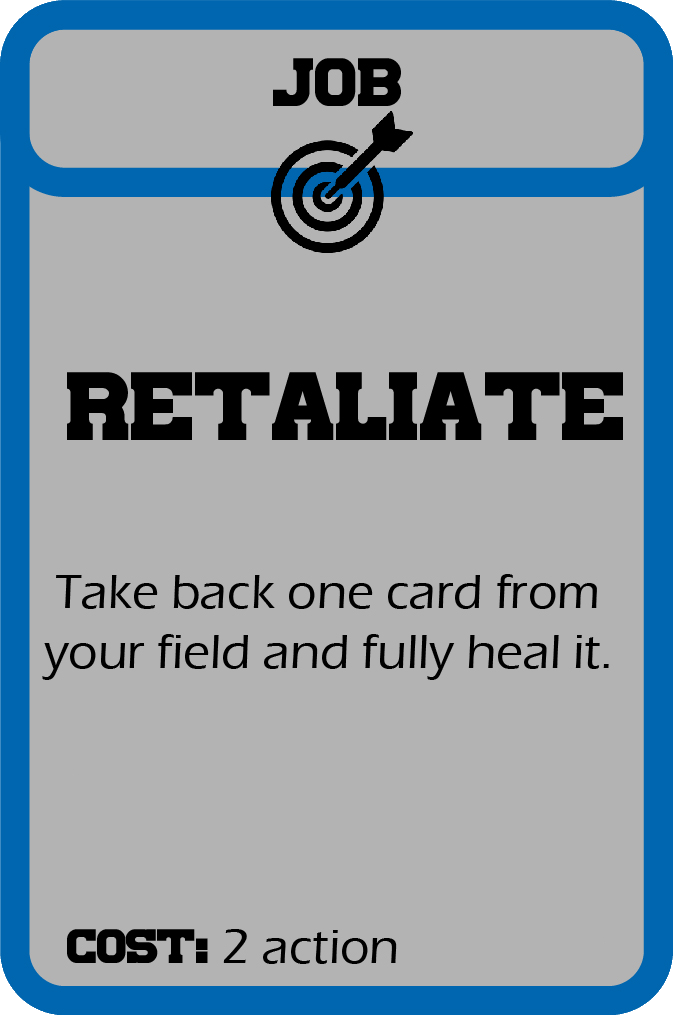 JOB
RETALIATE
Take back one card from
your field and fully heal it.
COST: 2 action